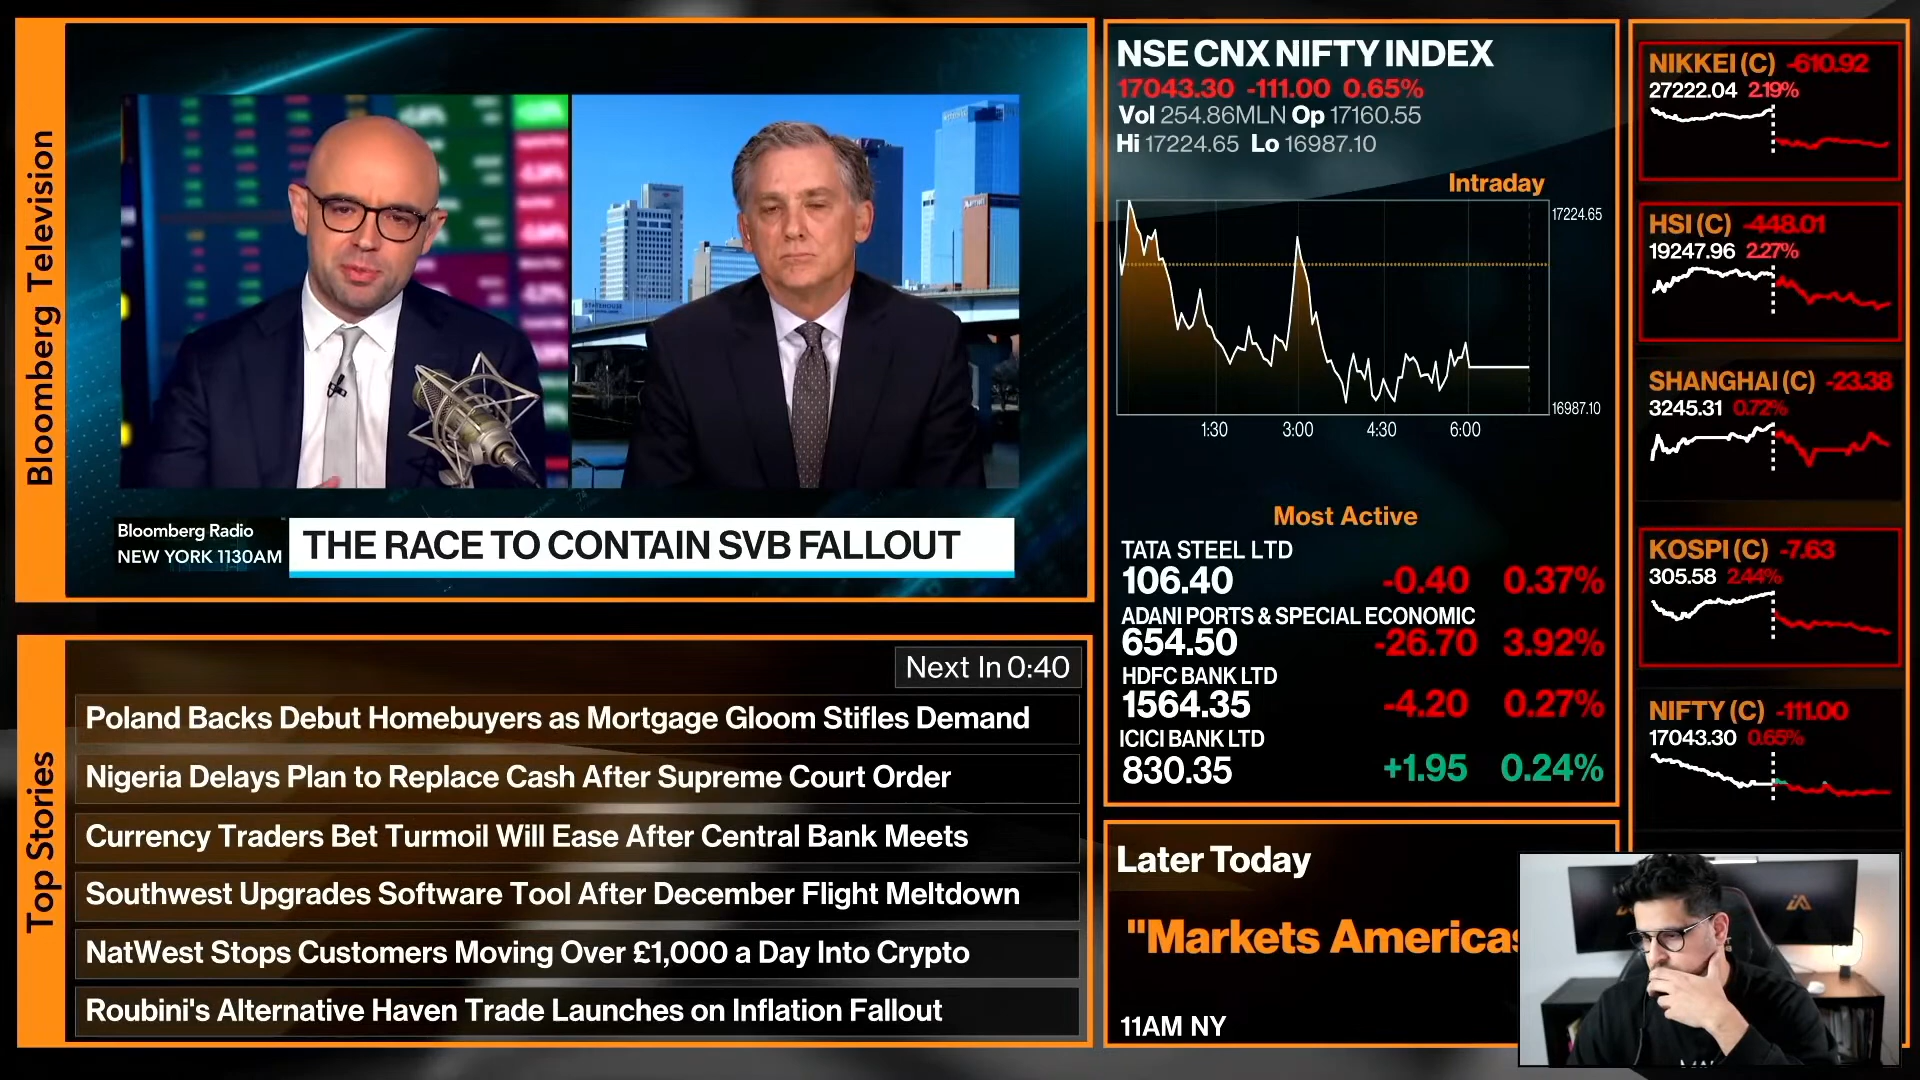 Bloomberg Television
STATEHOUSE
Marriott
Bloomberg Radio
NEW YORK 1130AM
THE RACE TO CONTAIN SVB FALLOUT
Top Stories
Next In 0:40
Poland Backs Debut Homebuyers as Mortgage Gloom Stifles Demand
Nigeria Delays Plan to Replace Cash After Supreme Court Order
Currency Traders Bet Turmoil Will Ease After Central Bank Meets
Southwest Upgrades Software Tool After December Flight Meltdown
NatWest Stops Customers Moving Over £1,000 a Day Into Crypto
Roubini's Alternative Haven Trade Launches on Inflation Fallout
NSE CNX NIFTY INDEX
17043.30 -111.00 0.65%
Vol 254.86MLN Op 17160.55
Hi 17224.65 Lo 16987.10
Intraday
17224.65
16987.10
1:30 3:00 4:30 6:00
Most Active
TATA STEEL LTD
106.40 -0.40 0.37%
ADANI PORTS & SPECIAL ECONOMIC
654.50 -26.70 3.92%
HDFC BANK LTD
1564.35 -4.20 0.27%
ICICI BANK LTD
830.35 +1.95 0.24%
Later Today
"Markets Americas
11AM NY
NIKKEI (C) -610.92
27222.04 2.19%
HSI (C) -448.01
19247.96 2.27%
SHANGHAI (C) -23.38
3245.31 0.72%
KOSPI (C) -7.63
305.58 2.44%
NIFTY (C) -111.00
17043.30 0.65%